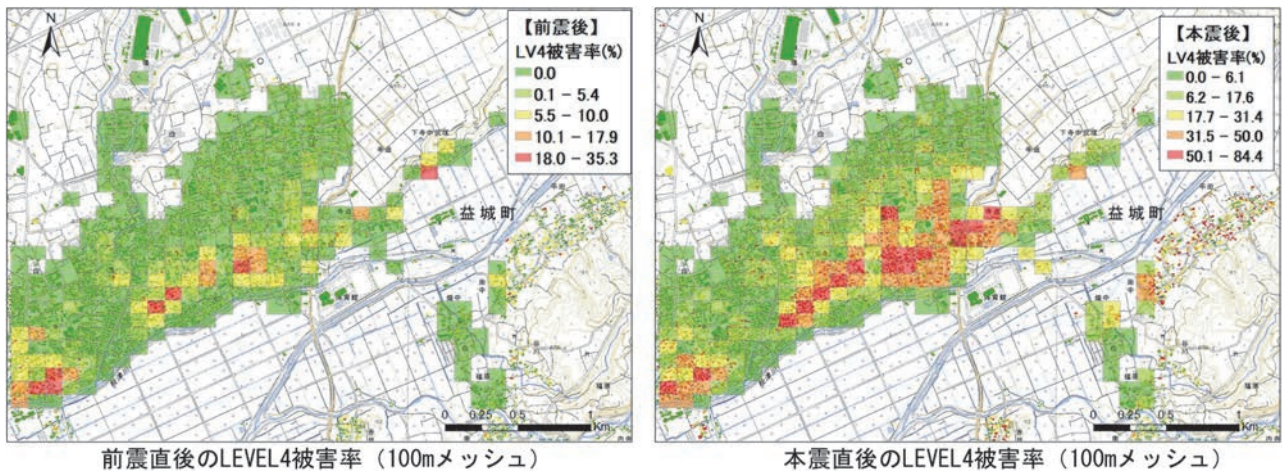 N
【前震後】
LV4被害率(%)
0.0
0.1 - 5.4
5.5 - 10.0
10.1 - 17.9
18.0 - 35.3
益城町
0 0.25 0.5 1
Km
前震直後のLEVEL4被害率（100mメッシュ）
N
【本震後】
LV4被害率(%)
0.0 - 6.1
6.2 - 17.6
17.7 - 31.4
31.5 - 50.0
50.1 - 84.4
益城町
0 0.25 0.5 1
Km
本震直後のLEVEL4被害率（100mメッシュ）